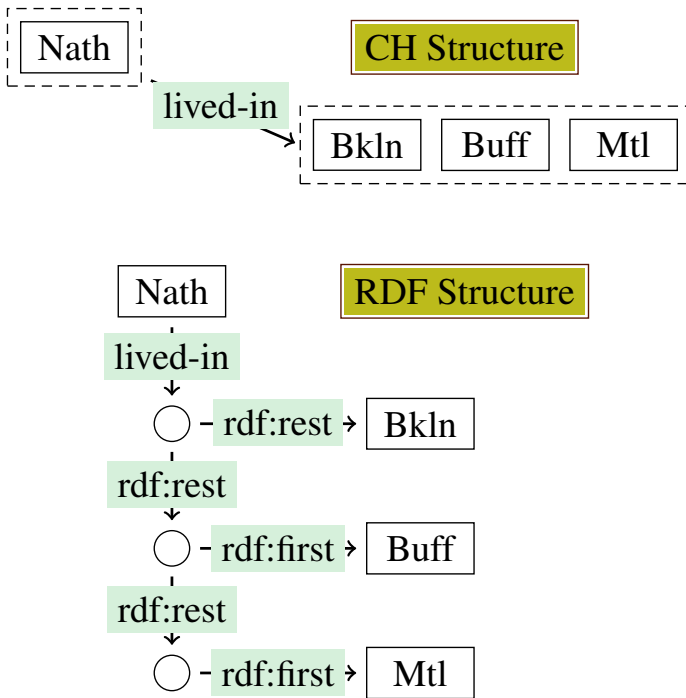 Nath
CH Structure
lived-in
Bkln Buff Mtl
Nath
RDF Structure
lived-in
rdf:rest Bkln
rdf:rest
rdf:first Buff
rdf:rest
rdf:first Mtl